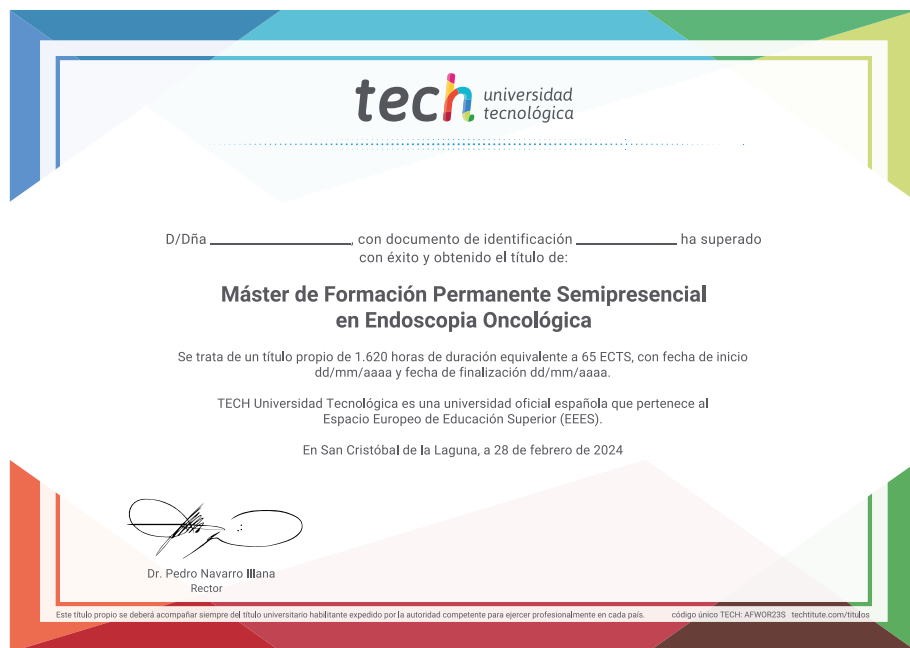 tech universidad
tecnológica
D/Dña ____________________, con documento de identificación ______________ ha superado
con éxito y obtenido el título de:
Máster de Formación Permanente Semipresencial
en Endoscopia Oncológica
Se trata de un título propio de 1.620 horas de duración equivalente a 65 ECTS, con fecha de inicio
dd/mm/aaaa y fecha de finalización dd/mm/aaaa.
TECH Universidad Tecnológica es una universidad oficial española que pertenece al
Espacio Europeo de Educación Superior (EEES).
En San Cristóbal de la Laguna, a 28 de febrero de 2024
Dr. Pedro Navarro Illana
Rector
Este título propio se deberá acompañar siempre del título universitario habilitante expedido por la autoridad competente para ejercer profesionalmente en cada país. código único TECH: AFWOR23S techtitute.com/titulos